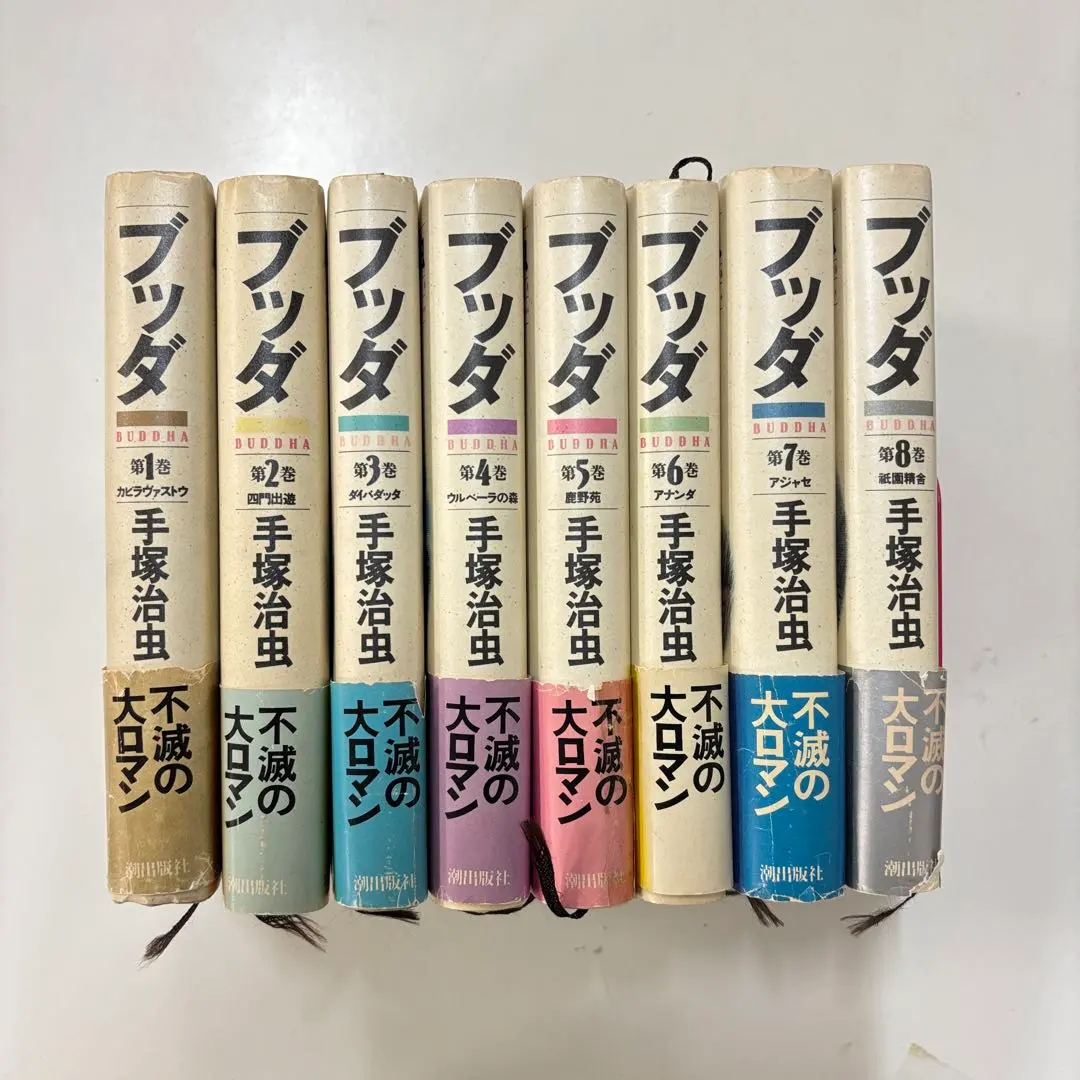 ブッダ
BUDDHA
第1巻
カピラヴァストウ
手塚治虫
不滅の
大ロマン
潮出版社
ブッダ
BUDDHA
第2巻
四門出遊
手塚治虫
不滅の
大ロマン
潮出版社
ブッダ
BUDDHA
第3巻
ダイバダッタ
手塚治虫
不滅の
大ロマン
潮出版社
ブッダ
BUDDHA
第4巻
ウルベーラの森
手塚治虫
不滅の
大ロマン
潮出版社
ブッダ
BUDDHA
第5巻
鹿野苑
手塚治虫
不滅の
大ロマン
潮出版社
ブッダ
BUDDHA
第6巻
アナンダ
手塚治虫
不滅の
大ロマン
ブッダ
BUDDHA
第7巻
アジャセ
手塚治虫
不滅の
大ロマン
潮出版社
ブッダ
BUDDHA
第8巻
祇園精舎
手塚治虫
不滅の
大ロマン
潮出版社